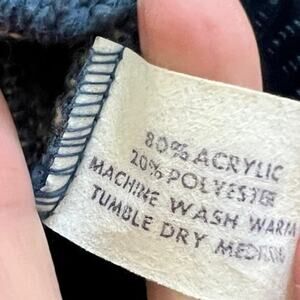 80% ACRYLIC
20% POLYESTER
MACHINE WASH WARM
TUMBLE DRY MEDIUM